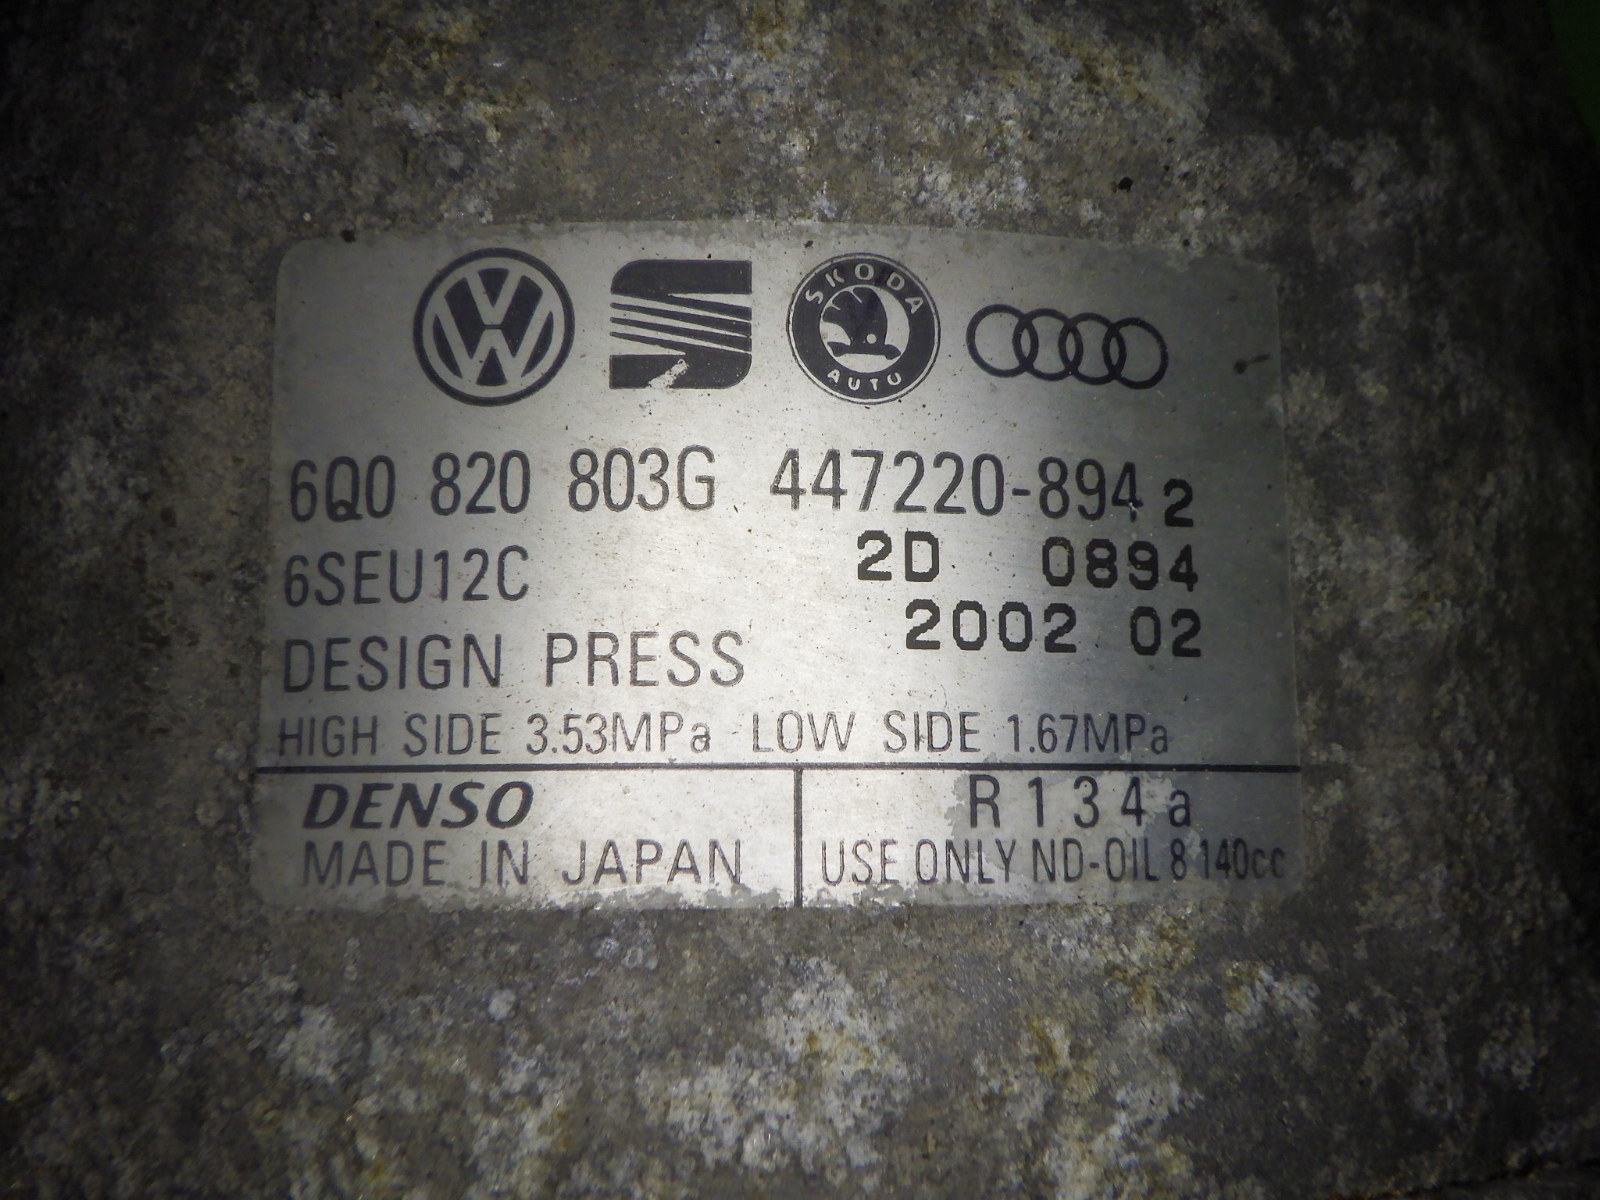 VW SKODA AUTO
6Q0 820 803G 447220-894 2
6SEU12C 2D 0894
2002 02
DESIGN PRESS
HIGH SIDE 3.53MPa LOW SIDE 1.67MPa
DENSO R134a
MADE IN JAPAN USE ONLY ND-OIL 8 140cc